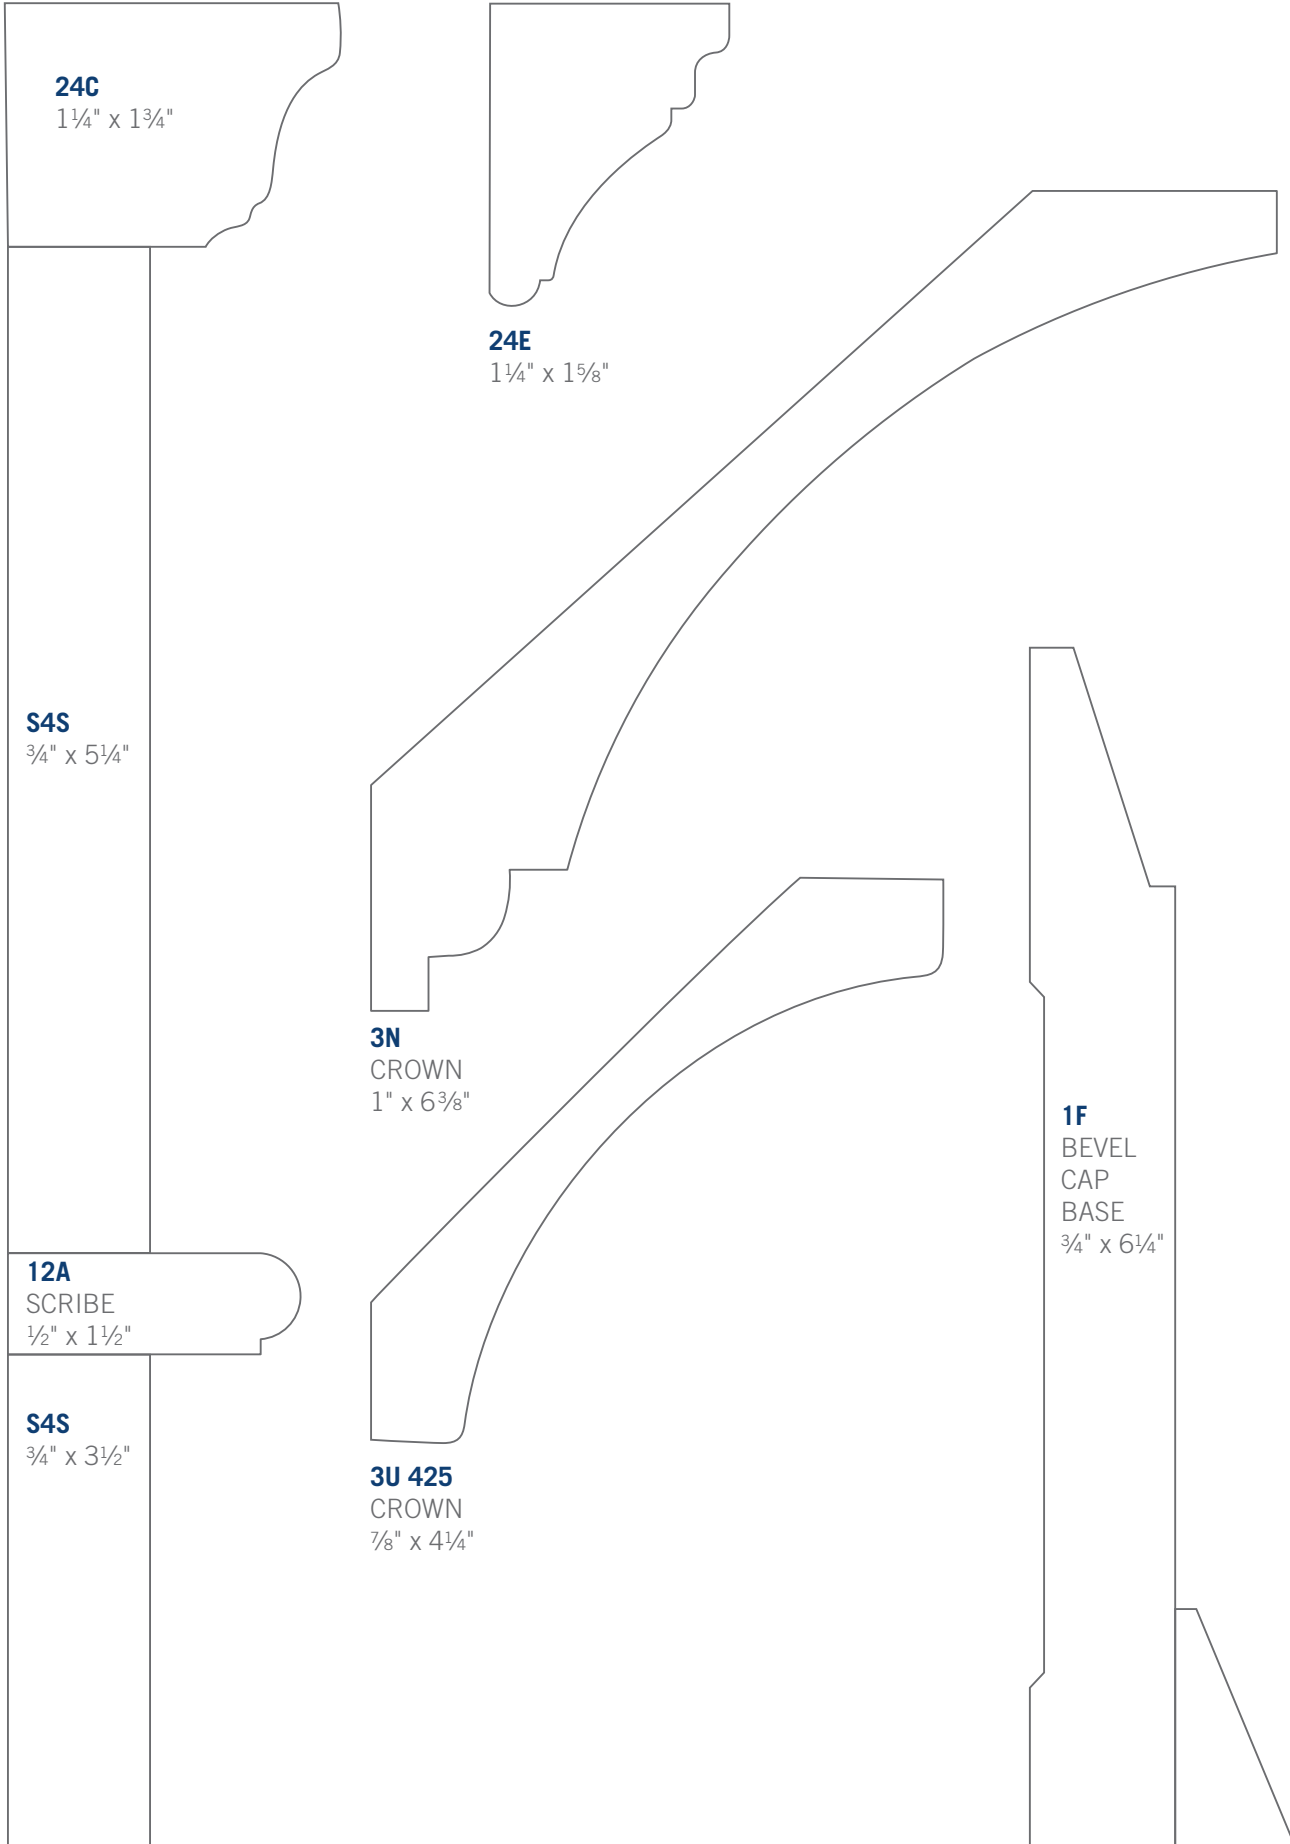 24C
1¼" x 1¾"
24E
1¼" x 1⅝"
S4S
¾" x 5¼"
3N
CROWN
1" x 6⅜"
1F
BEVEL
CAP
BASE
¾" x 6¼"
12A
SCRIBE
½" x 1½"
S4S
¾" x 3½"
3U 425
CROWN
⅞" x 4¼"